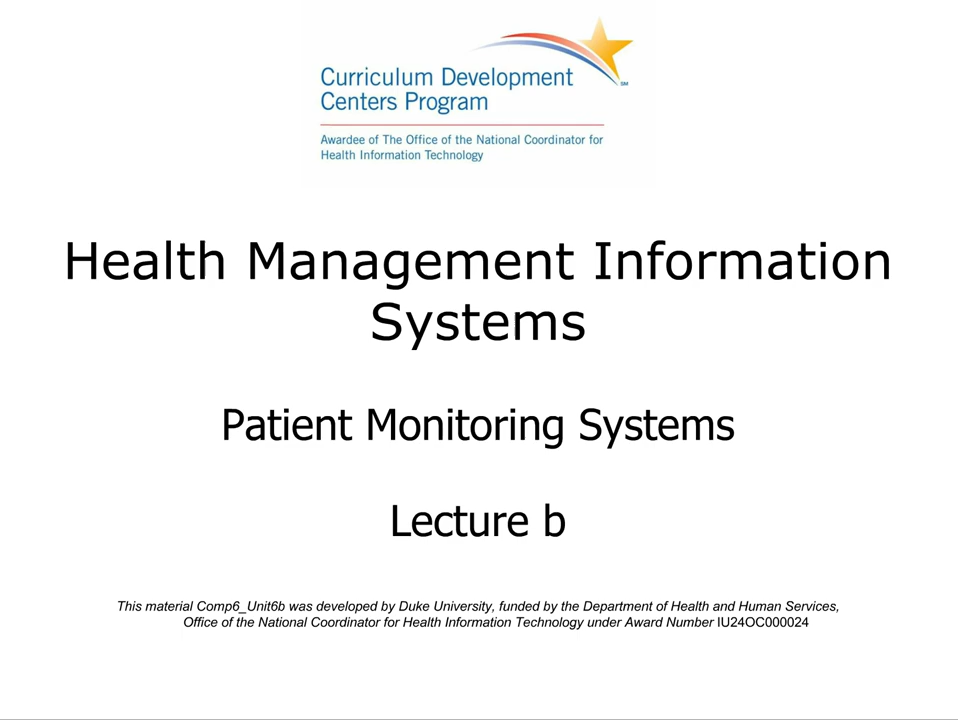 Curriculum Development
Centers Program
Awardee of The Office of the National Coordinator for
Health Information Technology
Health Management Information
Systems
Patient Monitoring Systems
Lecture b
This material Comp6_Unit6b was developed by Duke University, funded by the Department of Health and Human Services,
Office of the National Coordinator for Health Information Technology under Award Number IU24OC000024